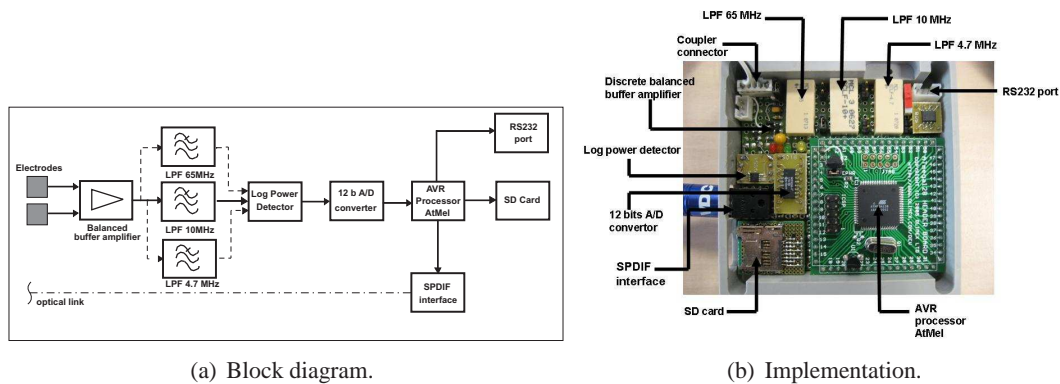 Electrodes
Balanced
buffer amplifier
LPF 65MHz
LPF 10MHz
LPF 4.7 MHz
Log Power
Detector
12 b A/D
converter
AVR
Processor
AtMel
RS232
port
SD Card
SPDIF
interface
optical link
(a) Block diagram.
LPF 65 MHz
LPF 10 MHz
LPF 4.7 MHz
Coupler
connector
Discrete balanced
buffer amplifier
RS232 port
Log power detector
12 bits A/D
convertor
SPDIF
interface
SD card
AVR
processor
AtMel
(b) Implementation.